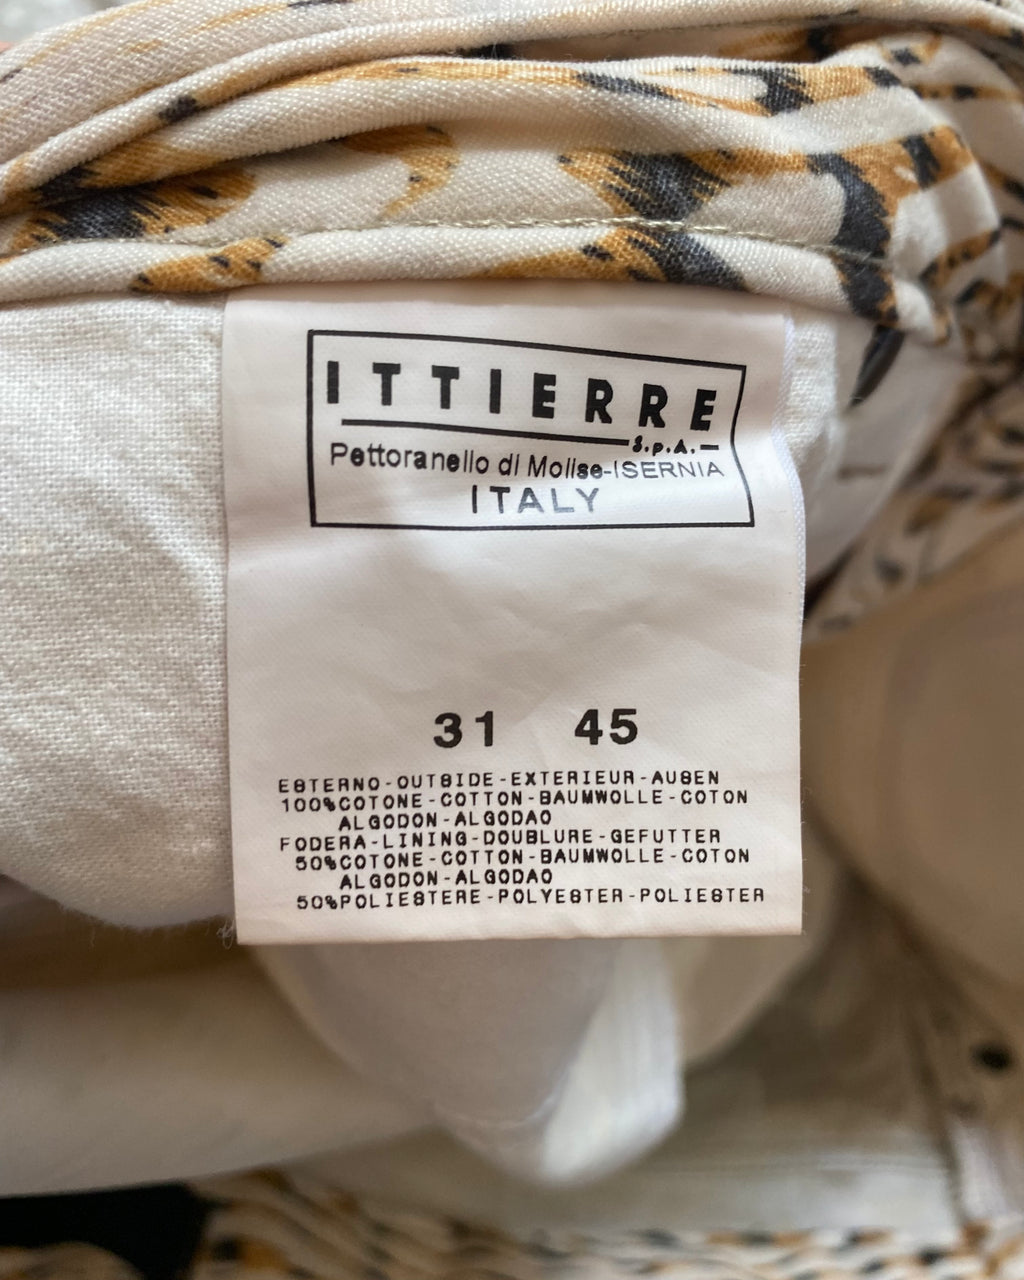 ITTIERRE
S.p.A.
Pettoranello di Molise-ISERNIA
ITALY
31 45
ESTERNO-OUTSIDE-EXTERIEUR-AUSEN
100%COTONE-COTTON-BAUMWOLLE-COTON
ALGODON-ALGODAO
FODERA-LINING-DOUBLURE-GEFUTTER
50%COTONE-COTTON-BAUMWOLLE-COTON
ALGODON-ALGODAO
50%POLIESTERE-POLYESTER-POLIESTER